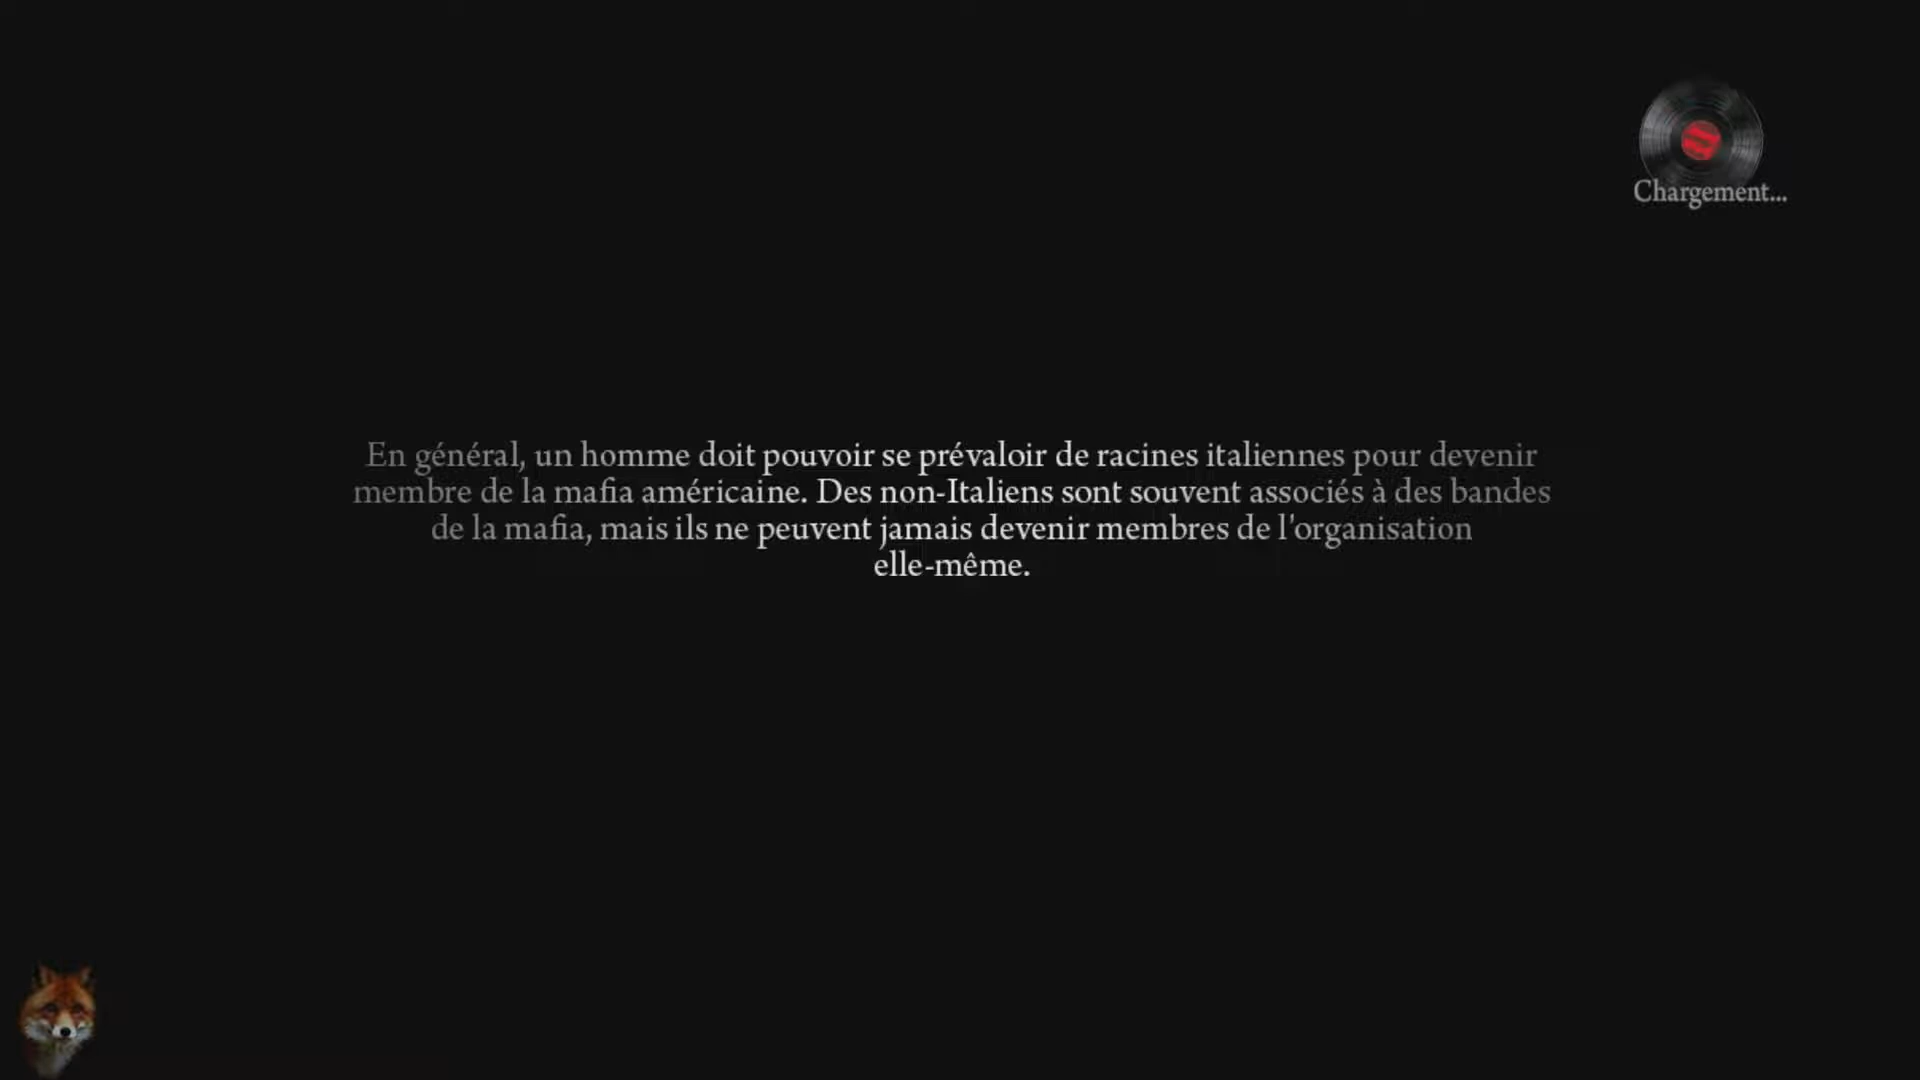 Chargement...
En général, un homme doit pouvoir se prévaloir de racines italiennes pour devenir
membre de la mafia américaine. Des non-Italiens sont souvent associés à des bandes
de la mafia, mais ils ne peuvent jamais devenir membres de l'organisation
elle-même.